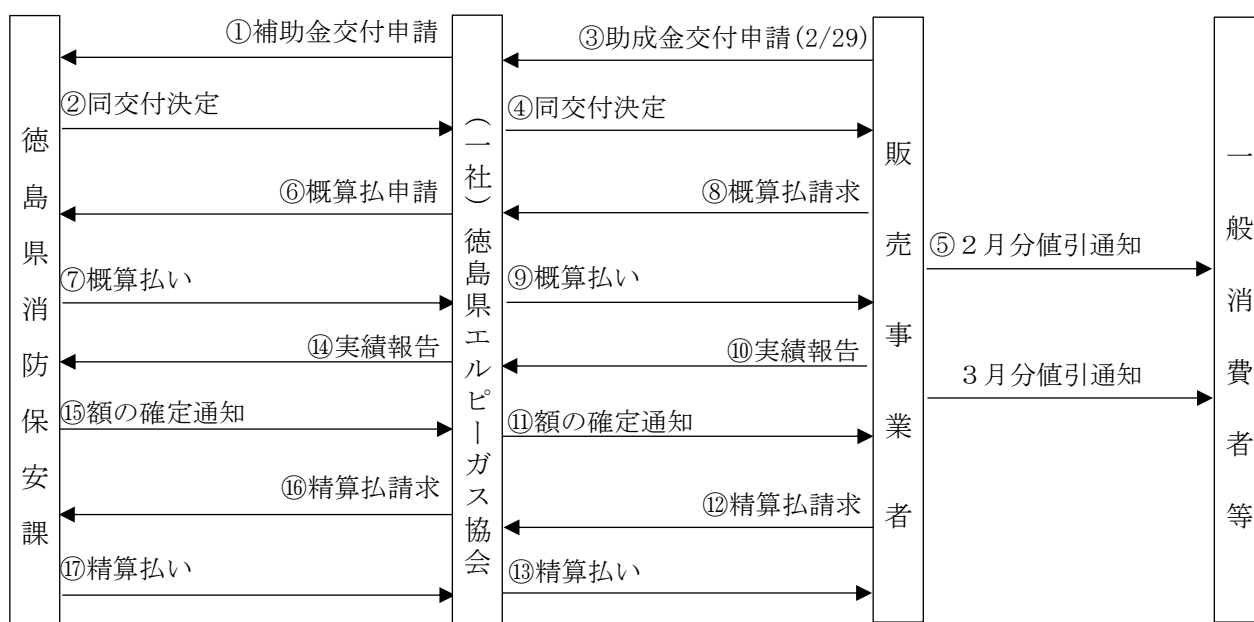 徳島県消防保安課
①補助金交付申請
②同交付決定
⑥概算払申請
⑦概算払い
⑭実績報告
⑮額の確定通知
⑯精算払請求
⑰精算払い
（一社）徳島県エルピーガス協会
③助成金交付申請(2/29)
④同交付決定
⑧概算払請求
⑨概算払い
⑩実績報告
⑪額の確定通知
⑫精算払請求
⑬精算払い
販売事業者
⑤２月分値引通知
３月分値引通知
一般消費者等